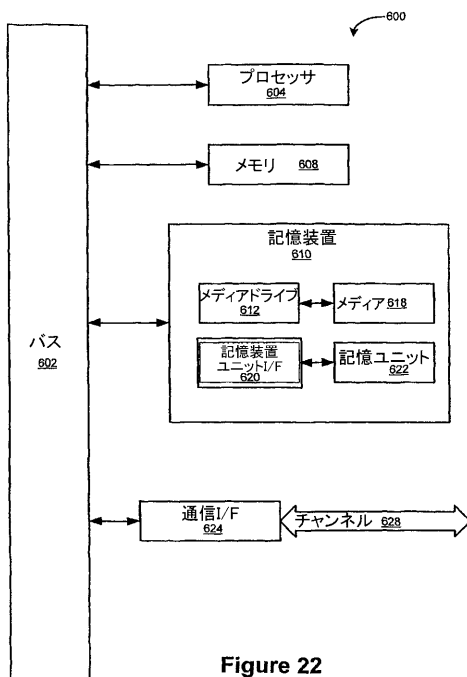 600
プロセッサ
604
メモリ 608
記憶装置
610
メディアドライブ
612
メディア 618
記憶装置
ユニットI/F
620
記憶ユニット
622
バス
602
通信I/F
624
チャンネル 628
Figure 22